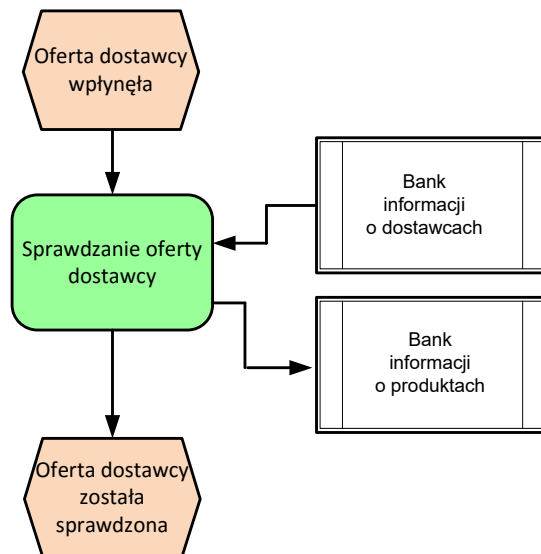 Oferta dostawcy
wpłynęła
Bank
informacji
o dostawcach
Sprawdzanie oferty
dostawcy
Bank
informacji
o produktach
Oferta dostawcy
została
sprawdzona